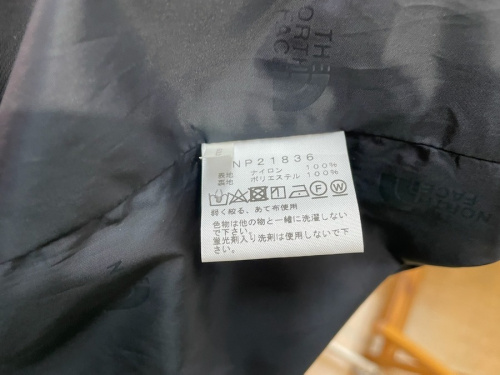 THE
NORTH
FACE
NP21836
表地 ナイロン 100%
裏地 ポリエステル 100%
弱く絞る、あて布使用
色物は他の物と一緒に洗濯しない
で下さい。
蛍光剤入り洗剤は使用しないで下さい。